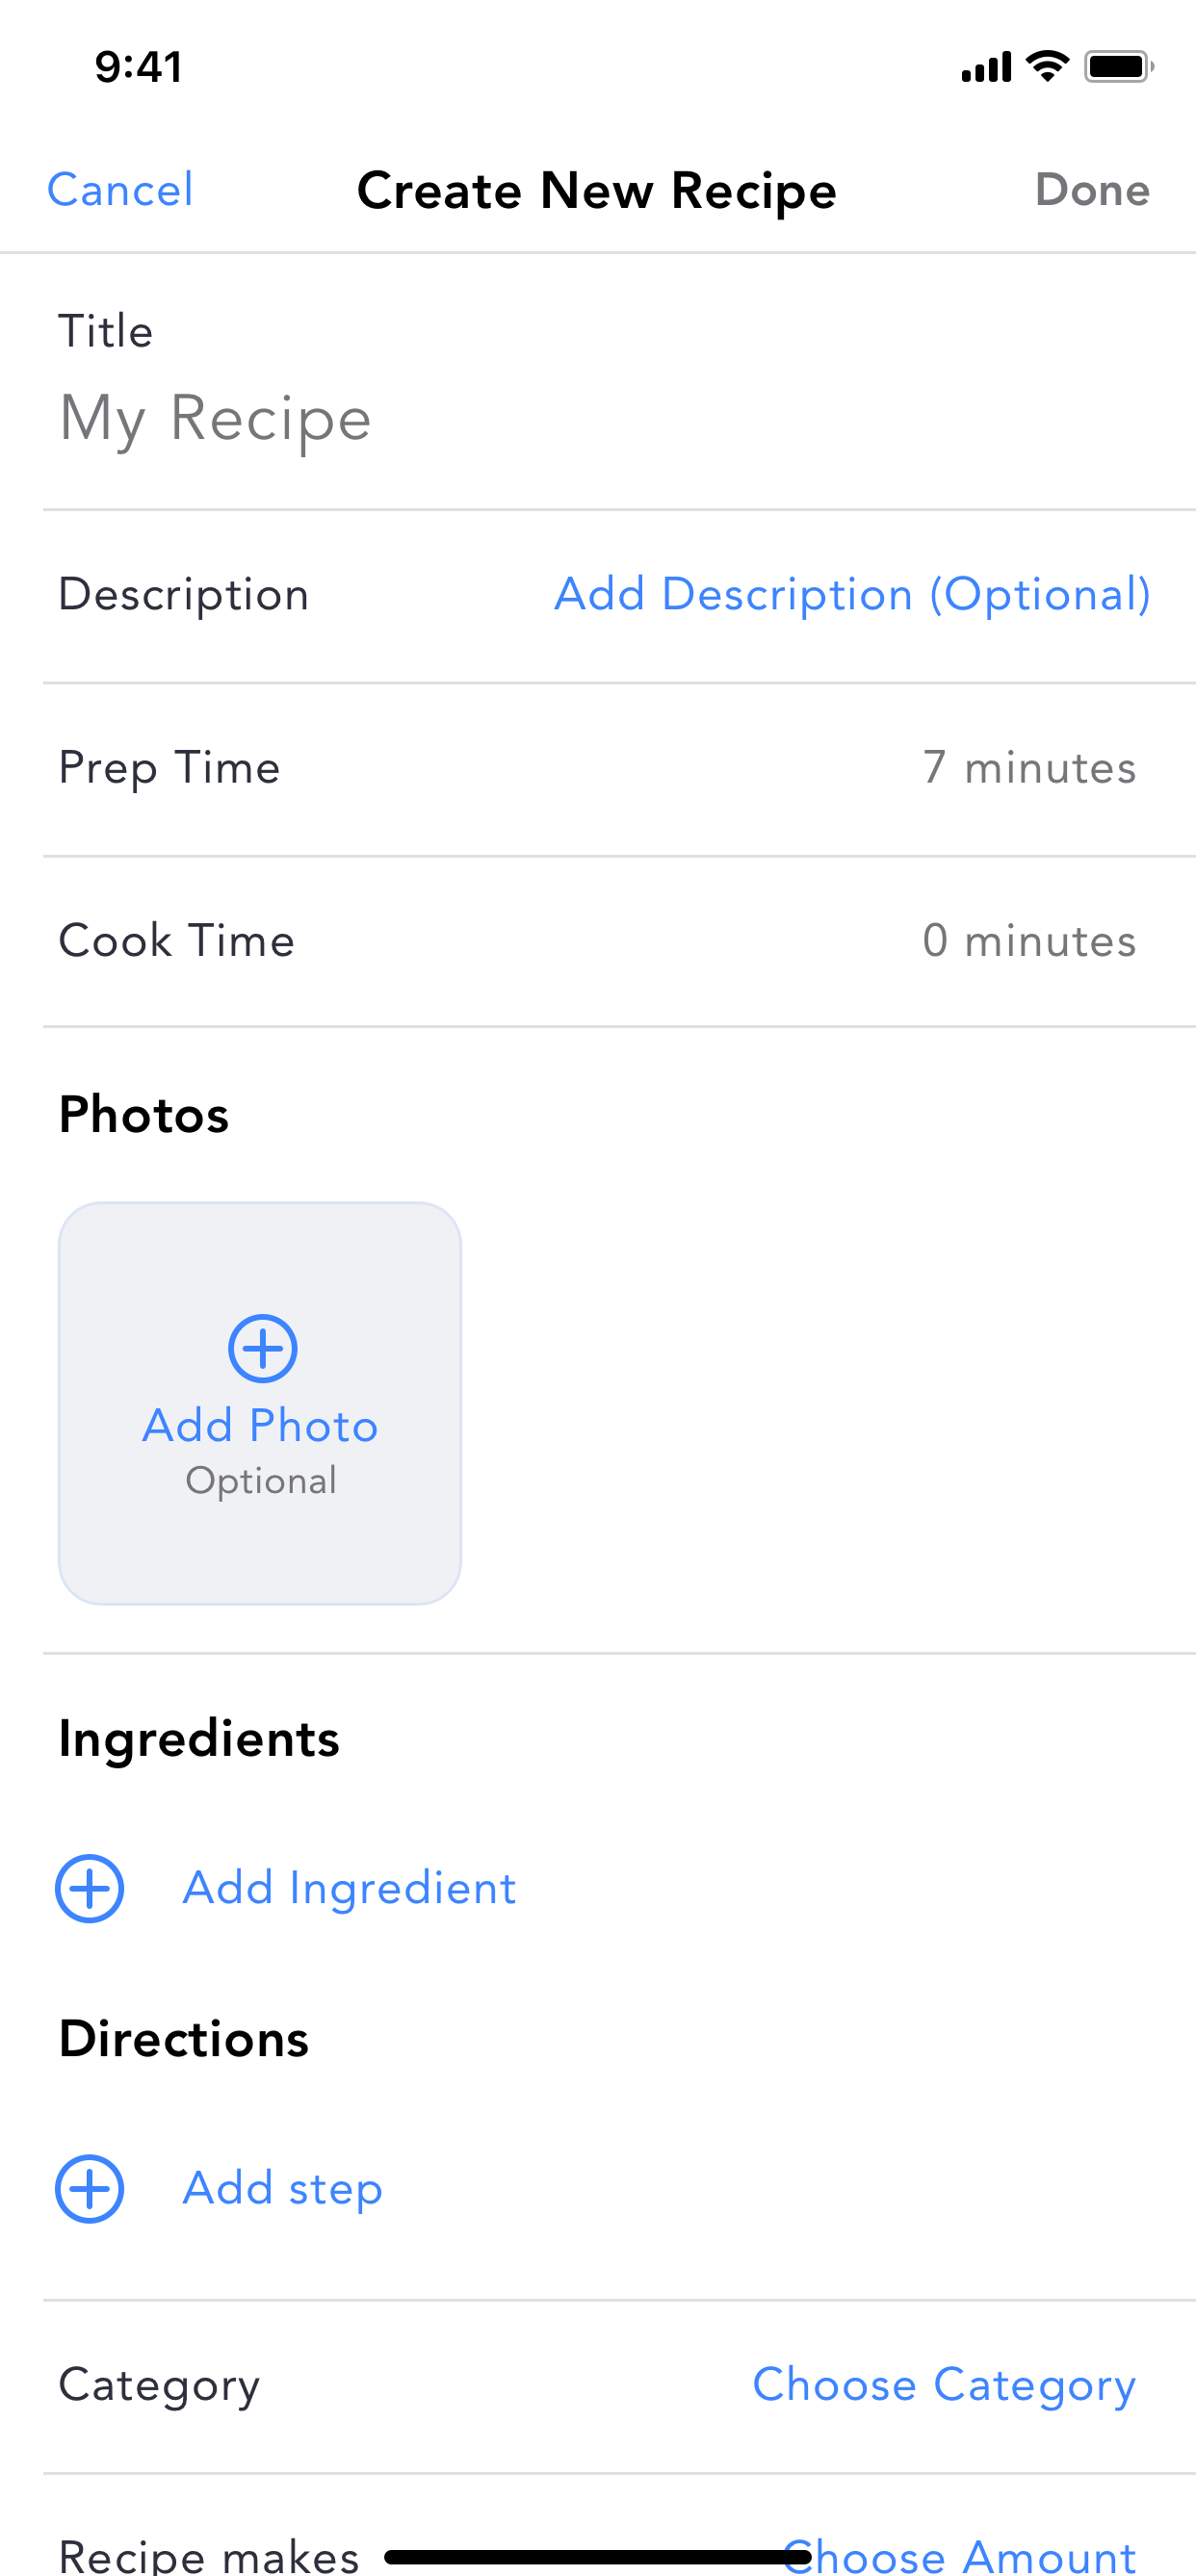 9:41
Cancel Create New Recipe Done
Title
My Recipe
Description Add Description (Optional)
Prep Time 7 minutes
Cook Time 0 minutes
Photos
Add Photo
Optional
Ingredients
Add Ingredient
Directions
Add step
Category Choose Category
Recipe makes Choose Amount